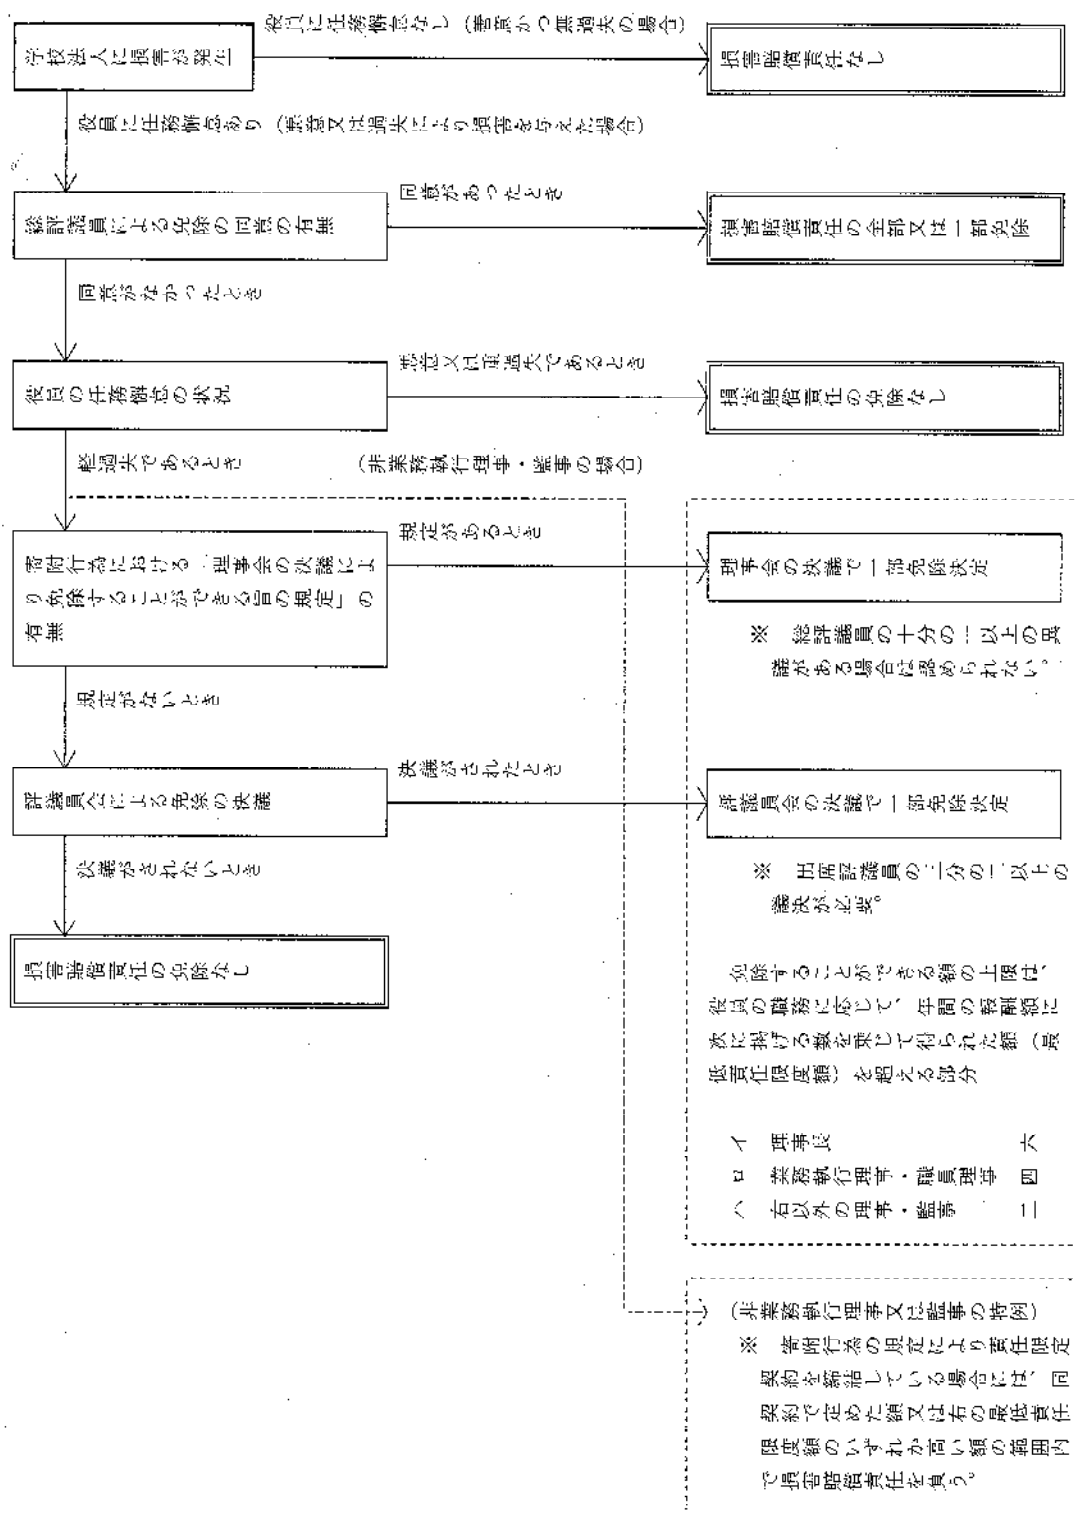 学校法人に損害が発生
役員に任務懈怠なし（善意かつ無過失の場合）
損害賠償責任なし
役員に任務懈怠あり（悪意又は過失により損害を与えた場合）
総評議員による免除の同意の有無
同意があったとき
損害賠償責任の全部又は一部免除
同意がなかったとき
役員の任務懈怠の状況
悪意又は重過失であるとき
損害賠償責任の免除なし
軽過失であるとき
（非業務執行理事・監事の場合）
寄附行為における「理事会の決議によ
り免除することができる旨の規定」の
有無
規定があるとき
理事会の決議で一部免除決定
※　総評議員の十分の一以上の異
議がある場合は認められない。
規定がないとき
評議員会による免除の決議
決議がされたとき
評議員会の決議で一部免除決定
※　出席評議員の三分の二以上の
議決が必要。
決議がされないとき
損害賠償責任の免除なし
免除することができる額の上限は、
役員の職務に応じて、年間の報酬額に
次に掲げる数を乗じて得られた額（最
低責任限度額）を超える部分
イ　理事長　六
ロ　業務執行理事・職員理事　四
ハ　右以外の理事・監事　二
（非業務執行理事又は監事の特例）
※　寄附行為の規定により責任限定
契約を締結している場合には、同
契約で定めた額又は右の最低責任
限度額のいずれか高い額の範囲内
で損害賠償責任を負う。